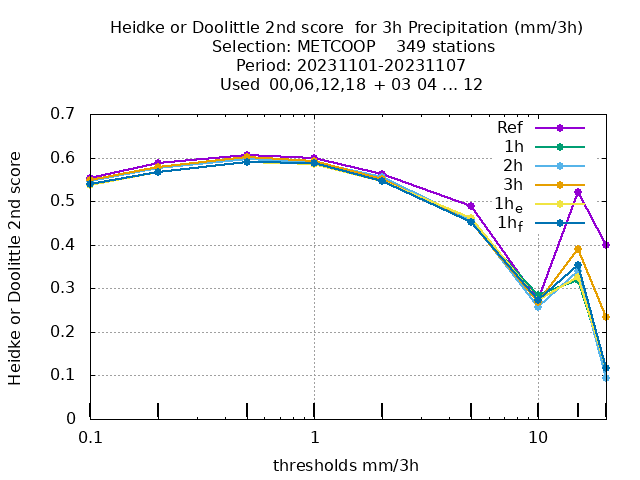 Heidke or Doolittle 2nd score  for 3h Precipitation (mm/3h)
Selection: METCOOP    349 stations
Period: 20231101-20231107
Used  00,06,12,18  + 03 04 ... 12
Heidke or Doolittle 2nd score
0.7
0.6
0.5
0.4
0.3
0.2
0.1
0
Ref
1h
2h
3h
1he
1hf
0.1
1
10
thresholds mm/3h